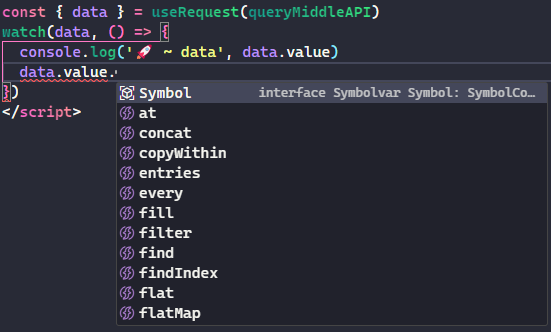 const { data } = useRequest(queryMiddleAPI)
watch(data, () => {
  console.log('🚀 ~ data', data.value)
  data.value.
})
</script>
Symbol interface Symbolvar Symbol: SymbolCo…
at
concat
copyWithin
entries
every
fill
filter
find
findIndex
flat
flatMap